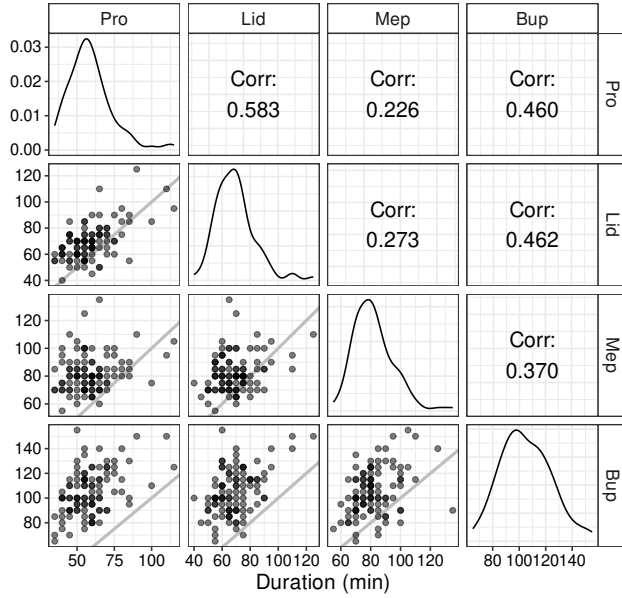 Pro Lid Mep Bup
0.03
0.02
0.01
0.00
Corr:
0.583
Corr:
0.226
Corr:
0.460
Pro
120
100
80
60
40
Corr:
0.273
Corr:
0.462
Lid
120
100
80
60
Corr:
0.370
Mep
140
120
100
80
Bup
50 75 100 40 60 80 100 120 60 80 100 120 80 100 120 140
Duration (min)